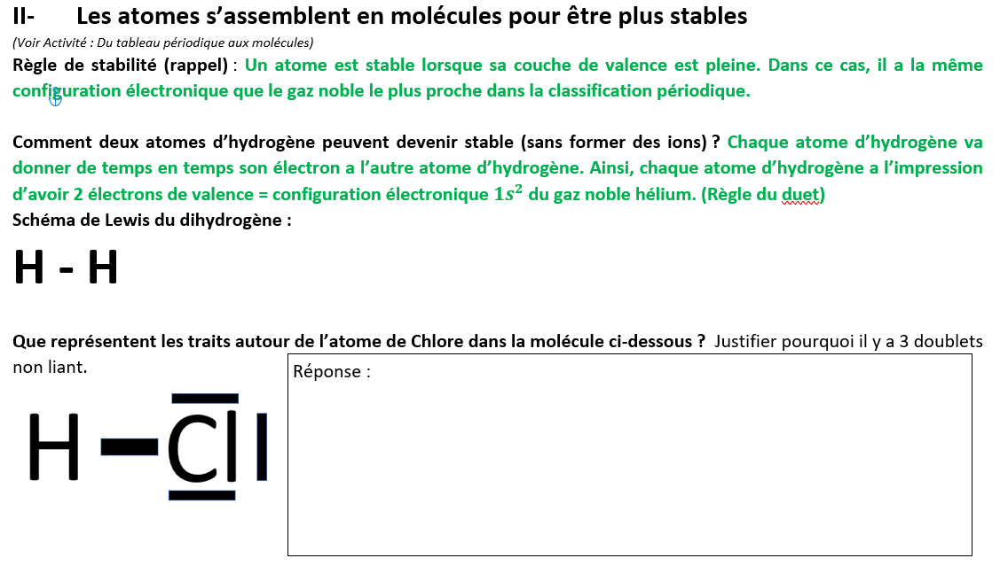 II- Les atomes s’assemblent en molécules pour être plus stables
(Voir Activité : Du tableau périodique aux molécules)
Règle de stabilité (rappel) : Un atome est stable lorsque sa couche de valence est pleine. Dans ce cas, il a la même
configuration électronique que le gaz noble le plus proche dans la classification périodique.
Comment deux atomes d’hydrogène peuvent devenir stable (sans former des ions) ? Chaque atome d’hydrogène va
donner de temps en temps son électron a l’autre atome d’hydrogène. Ainsi, chaque atome d’hydrogène a l’impression
d’avoir 2 électrons de valence = configuration électronique 1s² du gaz noble hélium. (Règle du duet)
Schéma de Lewis du dihydrogène :
H - H
Que représentent les traits autour de l’atome de Chlore dans la molécule ci-dessous ? Justifier pourquoi il y a 3 doublets
non liant.
Réponse :
H Cl